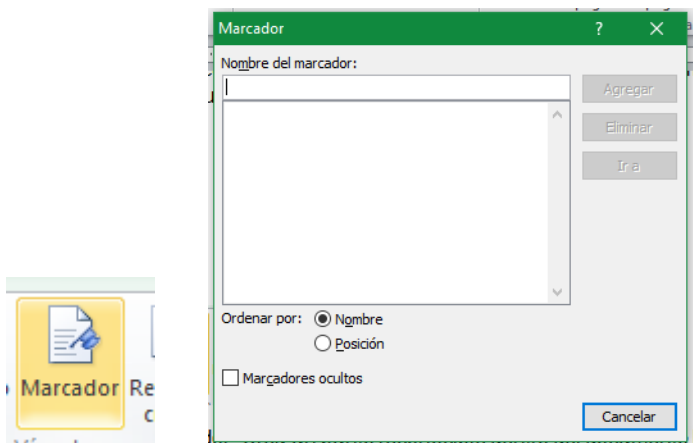 Marcador
Nombre del marcador:
Agregar
Eliminar
Ir a
Ordenar por:
Nombre
Posición
Marcadores ocultos
Cancelar
Marcador